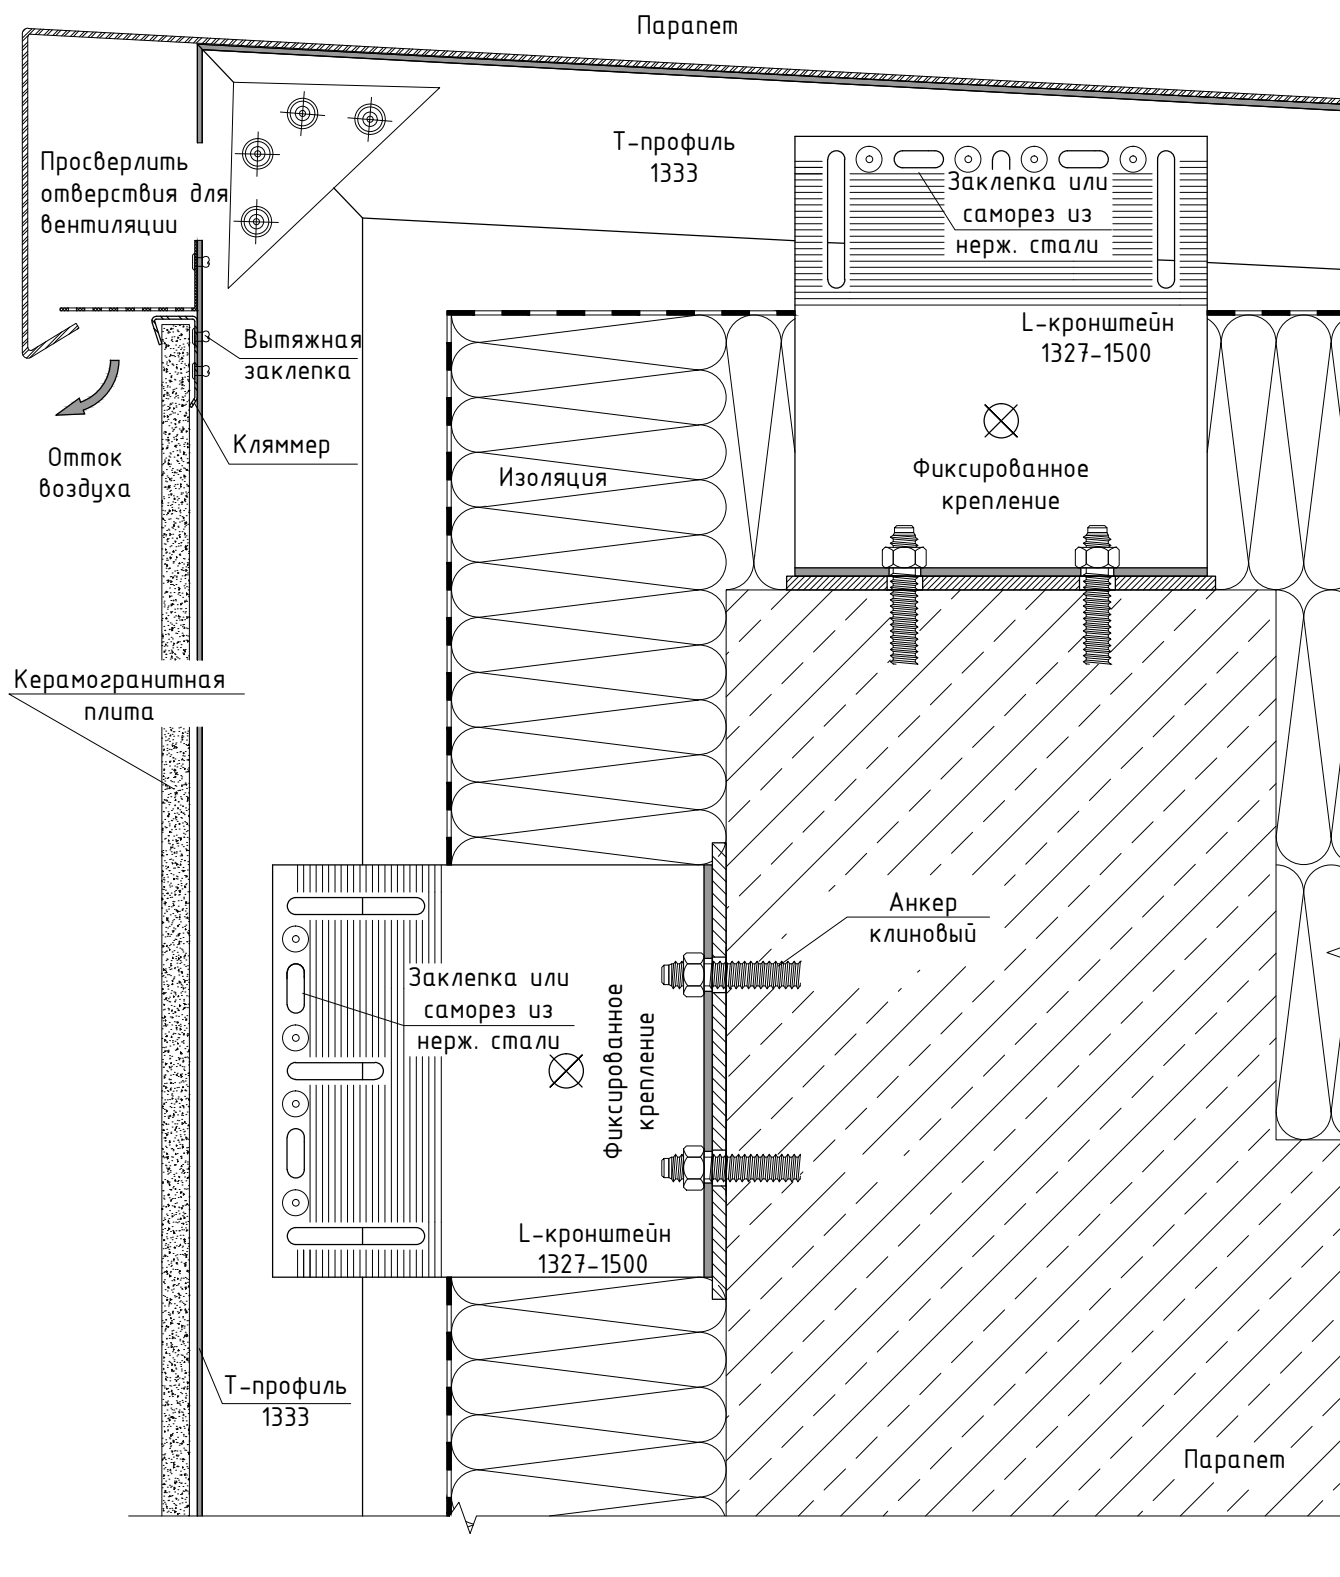 Парапет
Т-профиль
1333
Просверлить
отверстия для
вентиляции
Заклепка или
саморез из
нерж. стали
L-кронштейн
1327-1500
Вытяжная
заклепка
Кляммер
Отток
воздуха
Изоляция
Фиксированное
крепление
Керамогранитная
плита
Анкер
клиновый
Заклепка или
саморез из
нерж. стали
Фиксированное
крепление
L-кронштейн
1327-1500
Т-профиль
1333
Парапет